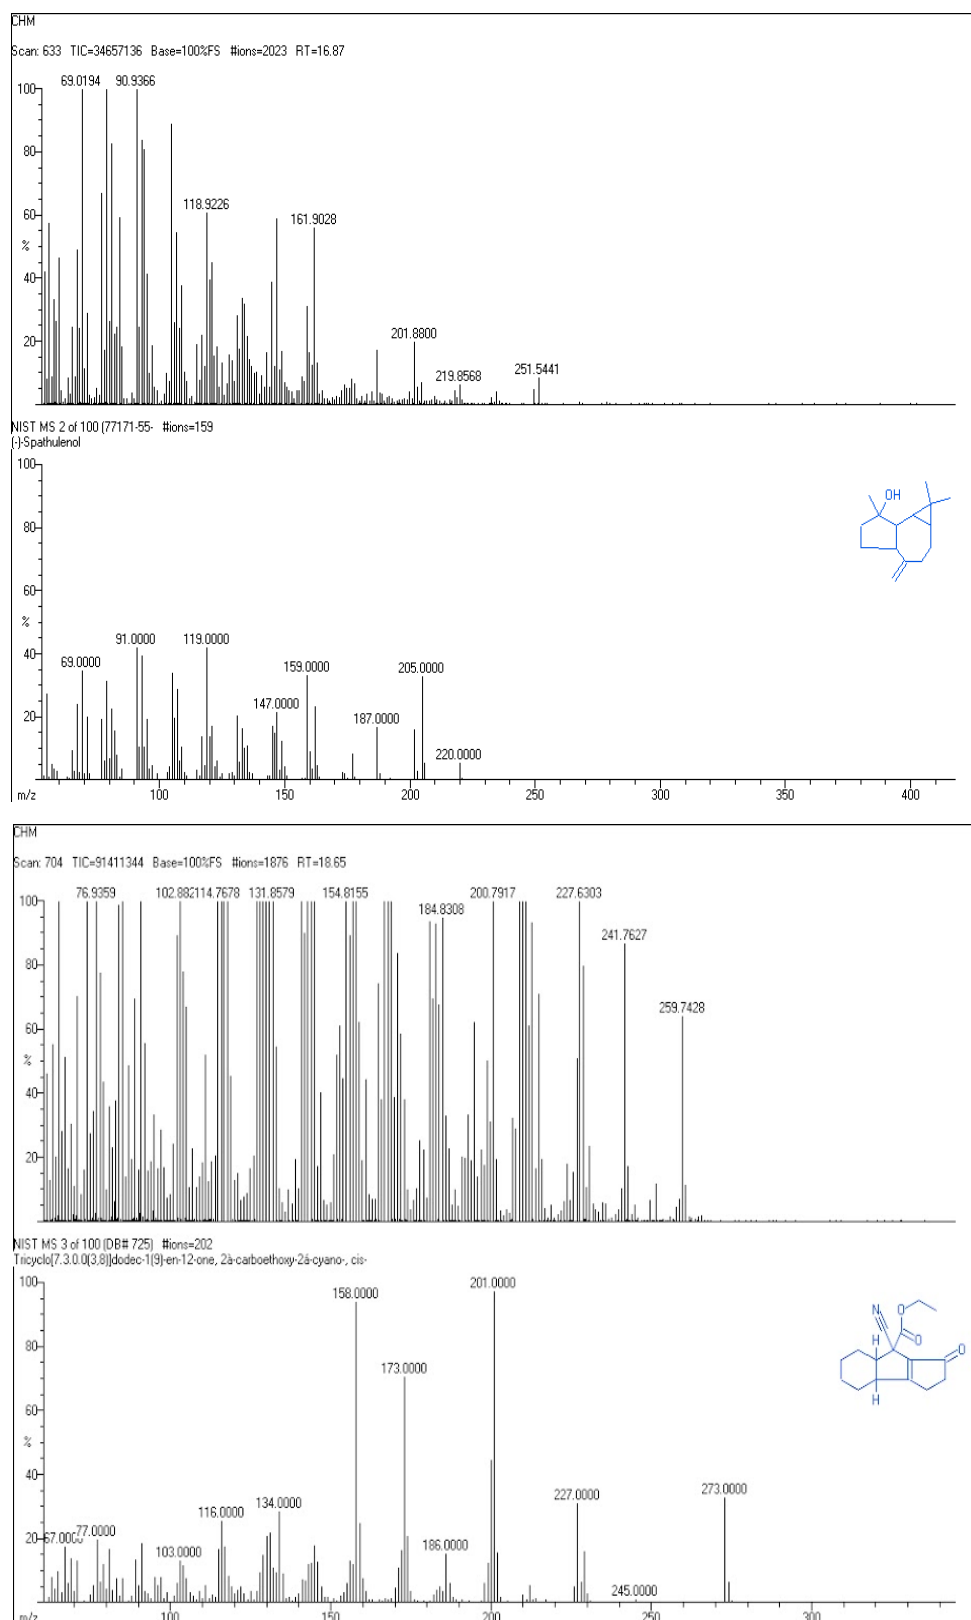 CHM
Scan: 633 TIC=34657136 Base=100%FS #ions=2023 RT=16.87
100
69.0194 90.9366
80
118.9226
161.9028
60
%
40
201.8800
20
219.8568 251.5441
NIST MS 2 of 100 (77171-55- #ions=159
(-)-Spathulenol
100
OH
80
60
%
91.0000 119.0000
40
69.0000 159.0000 205.0000
147.0000
187.0000
20
220.0000
m/z 100 150 200 250 300 350 400
CHM
Scan: 704 TIC=91411344 Base=100%FS #ions=1876 RT=18.65
100
76.9359 102.882114.7678 131.8579 154.8155 200.7917 227.6303
184.8308
241.7627
80
259.7428
60
%
40
20
NIST MS 3 of 100 (DB# 725) #ions=202
Tricyclo[7.3.0.0(3,8)]dodec-1(9)-en-12-one, 2à-carboethoxy-2á-cyano-, cis-
100
158.0000 201.0000
N O
O
H
O
H
80
173.0000
60
%
40
273.0000
134.0000 227.0000
116.0000
20
67.000 77.0000
103.0000 186.0000
245.0000
m/z 100 150 200 250 300